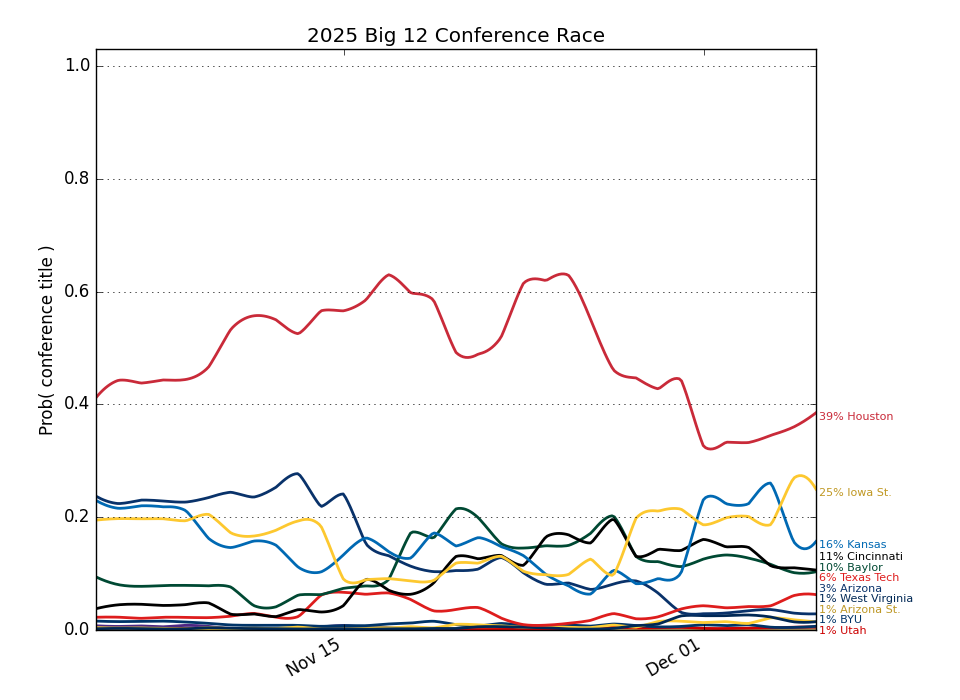 2025 Big 12 Conference Race
Prob( conference title )
1.0
0.8
0.6
0.4
0.2
0.0
Nov 15
Dec 01
39% Houston
25% Iowa St.
16% Kansas
11% Cincinnati
10% Baylor
6% Texas Tech
3% Arizona
1% West Virginia
1% Arizona St.
1% BYU
1% Utah